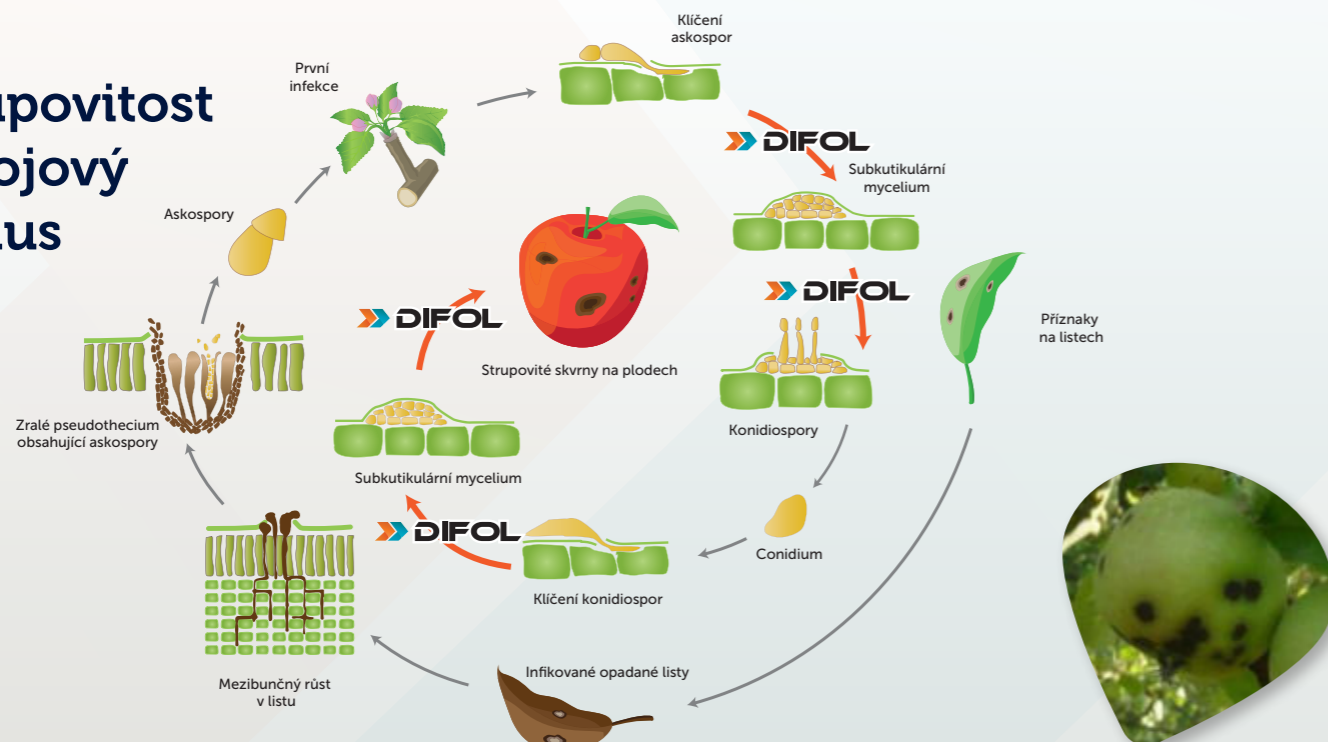 Klíčení
askospor
První
infekce
upovitost
ojový
lus
DIFOL
Subkutikulární
mycelium
Askospory
DIFOL
DIFOL
Příznaky
na listech
Strupovité skvrny na plodech
Zralé pseudothecium
obsahující askospory
Konidiospory
Subkutikulární mycelium
DIFOL
Conidium
Klíčení konidiospor
Infikované opadané listy
Mezibunčný růst
v listu